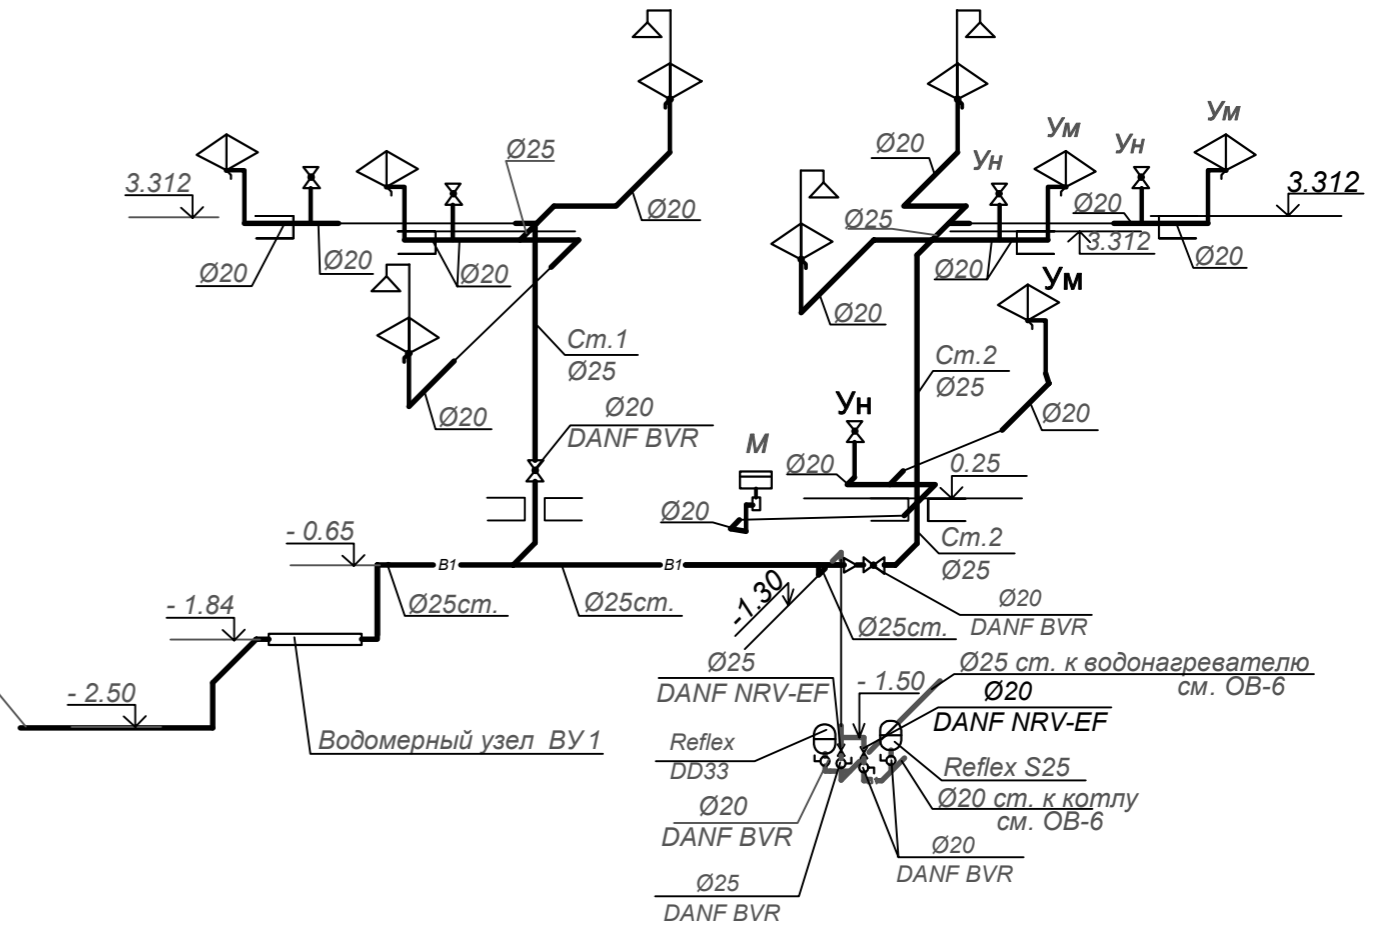 Ум
Ум
Ун
Ø20
Ø25
Ун
3.312
3.312
Ø20
Ø20
Ø25
3.312
Ø20
Ø20
Ø20
Ø20
Ø20
Ум
Ø20
Ст.1
Ø25
Ст.2
Ø25
Ø20
DANF BVR
Ø20
Ун
Ø20
М
Ø20
0.25
Ø20
- 0.65
Ст.2
Ø25
В1
В1
- 1.84
Ø25ст.
Ø25ст.
-1.30
Ø25ст.
Ø20
DANF BVR
Ø25
DANF NRV-EF
- 1.50
Ø25 ст. к водонагревателю
см. ОВ-6
- 2.50
Ø20
DANF NRV-EF
Водомерный узел ВУ1
Reflex
DD33
Reflex S25
Ø20
DANF BVR
Ø20 ст. к котлу
см. ОВ-6
Ø20
DANF BVR
Ø25
DANF BVR